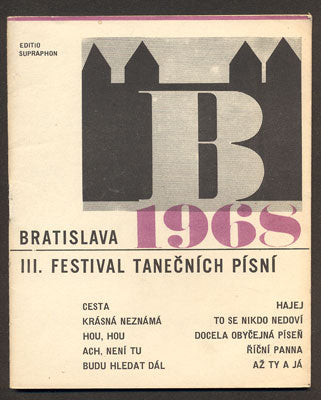 EDITIO
SUPRAPHON
B
1968
BRATISLAVA
III. FESTIVAL TANEČNÍCH PÍSNÍ
CESTA
KRÁSNÁ NEZNÁMÁ
HOU, HOU
ACH, NENÍ TU
BUDU HLEDAT DÁL
HAJEJ
TO SE NIKDO NEDOVÍ
DOCELA OBYČEJNÁ PÍSEŇ
ŘÍČNÍ PANNA
AŽ TY A JÁ